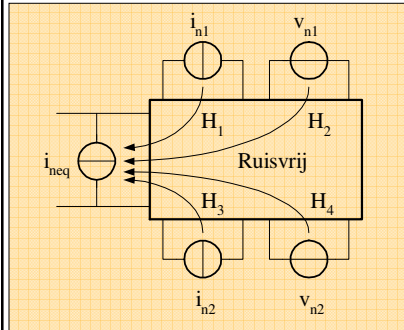 i_n1 v_n1
H_1 H_2
i_neq Ruisvrij
H_3 H_4
i_n2 v_n2